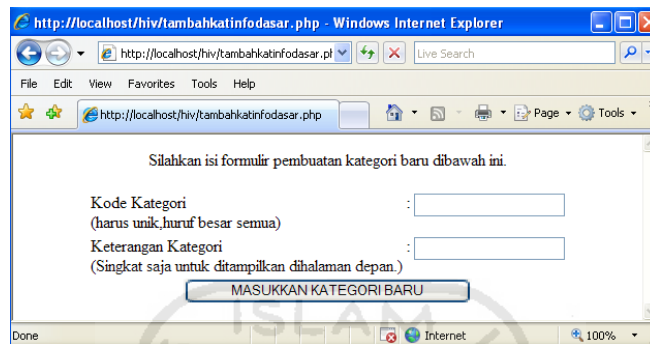 http://localhost/hiv/tambahkatinfodasar.php - Windows Internet Explorer
http://localhost/hiv/tambahkatinfodasar.pl
Live Search
File Edit View Favorites Tools Help
http://localhost/hiv/tambahkatinfodasar.php
Page Tools
Silahkan isi formulir pembuatan kategori baru dibawah ini.
Kode Kategori :
(harus unik,huruf besar semua)
Keterangan Kategori :
(Singkat saja untuk ditampilkan dihalaman depan.)
MASUKKAN KATEGORI BARU
ISLAM
Done Internet 100%